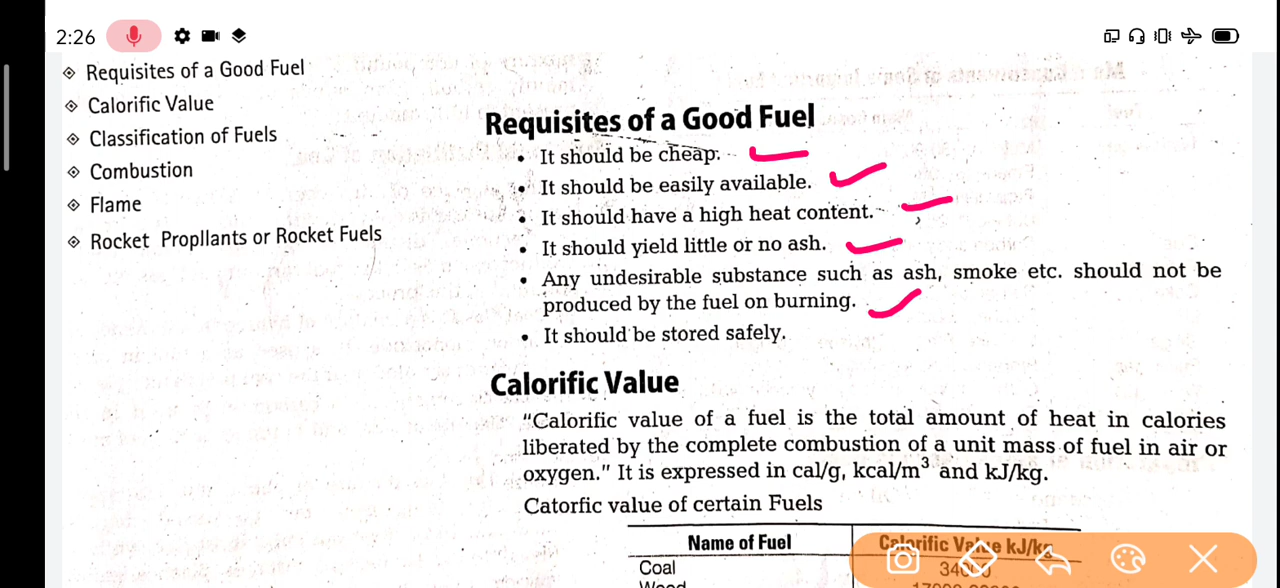 2:26
Requisites of a Good Fuel
Calorific Value
Classification of Fuels
Combustion
Flame
Rocket Propllants or Rocket Fuels
Requisites of a Good Fuel
• It should be cheap.
• It should be easily available.
• It should have a high heat content.
• It should yield little or no ash.
• Any undesirable substance such as ash, smoke etc. should not be
produced by the fuel on burning.
• It should be stored safely.
Calorific Value
“Calorific value of a fuel is the total amount of heat in calories
liberated by the complete combustion of a unit mass of fuel in air or
oxygen.” It is expressed in cal/g, kcal/m³ and kJ/kg.
Catorfic value of certain Fuels
Name of Fuel Calorific Value kJ/kg
Coal
Wood